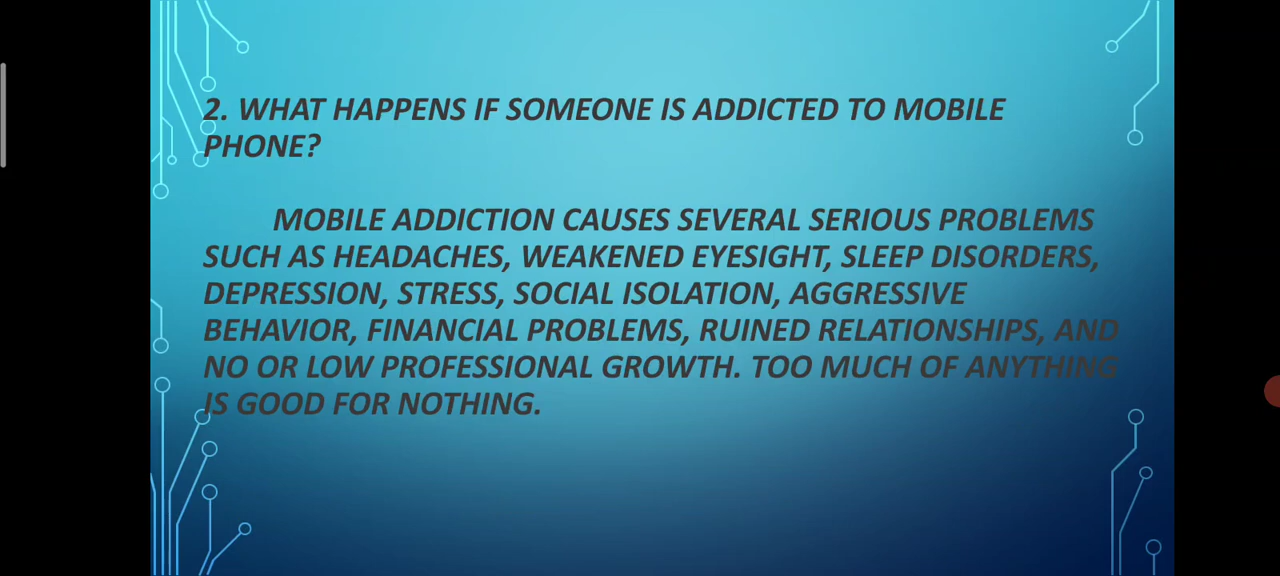 2. WHAT HAPPENS IF SOMEONE IS ADDICTED TO MOBILE
PHONE?
MOBILE ADDICTION CAUSES SEVERAL SERIOUS PROBLEMS
SUCH AS HEADACHES, WEAKENED EYESIGHT, SLEEP DISORDERS,
DEPRESSION, STRESS, SOCIAL ISOLATION, AGGRESSIVE
BEHAVIOR, FINANCIAL PROBLEMS, RUINED RELATIONSHIPS, AND
NO OR LOW PROFESSIONAL GROWTH. TOO MUCH OF ANYTHING
IS GOOD FOR NOTHING.